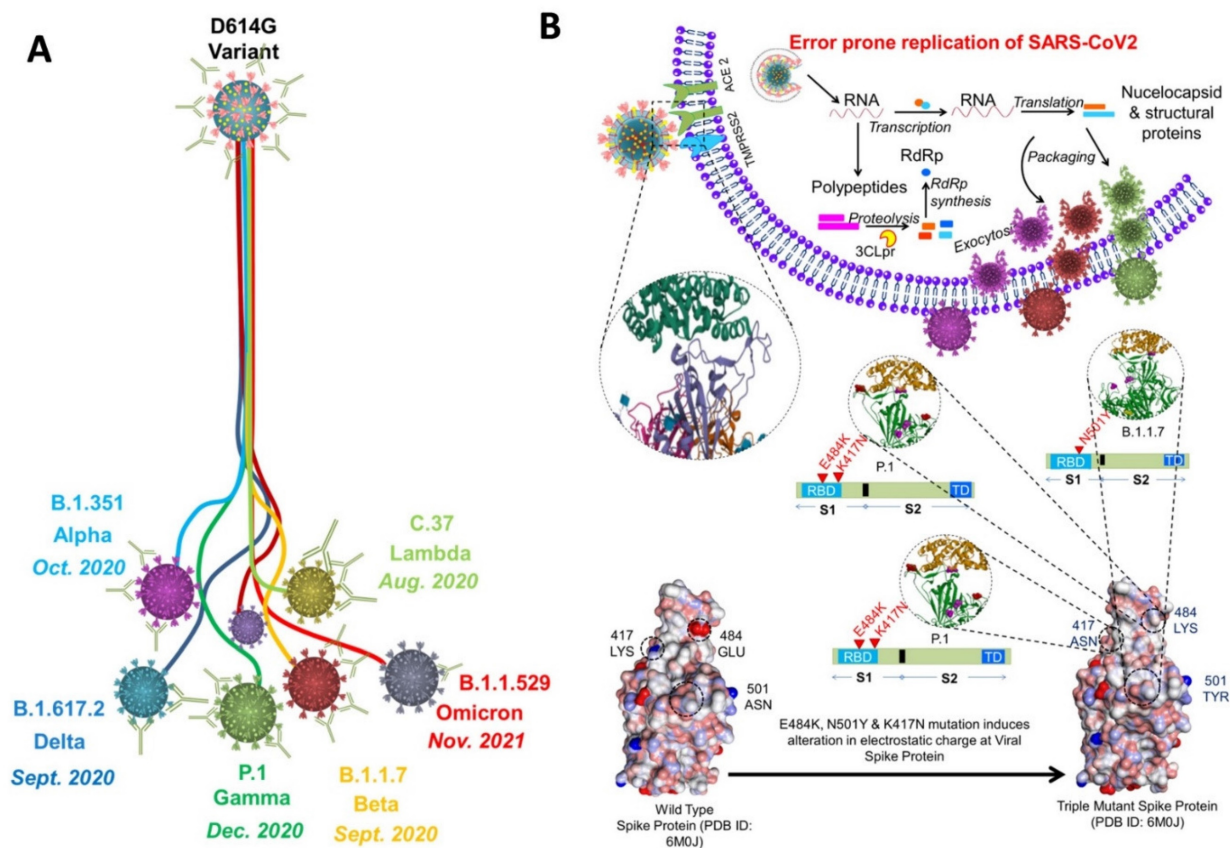 A
D614G
Variant
B.1.351
Alpha
Oct. 2020
C.37
Lambda
Aug. 2020
B.1.617.2
Delta
Sept. 2020
P.1
Gamma
Dec. 2020
B.1.1.7
Beta
Sept. 2020
B.1.1.529
Omicron
Nov. 2021
B
Error prone replication of SARS-CoV2
ACE 2
TMPRSS2
RNA
Transcription
RNA
Translation
Nucelocapsid
& structural
proteins
Packaging
RdRp
RdRp
synthesis
Polypeptides
Proteolysis
3CLpr
Exocytosi
P.1
E484K
K417N
RBD
TD
S1
S2
B.1.1.7
N501Y
RBD
TD
S1
S2
P.1
E484K
K417N
RBD
TD
S1
S2
417
LYS
484
GLU
501
ASN
417
ASN
484
LYS
501
TYR
E484K, N501Y & K417N mutation induces
alteration in electrostatic charge at Viral
Spike Protein
Wild Type
Spike Protein (PDB ID:
6M0J)
Triple Mutant Spike Protein
(PDB ID: 6M0J)